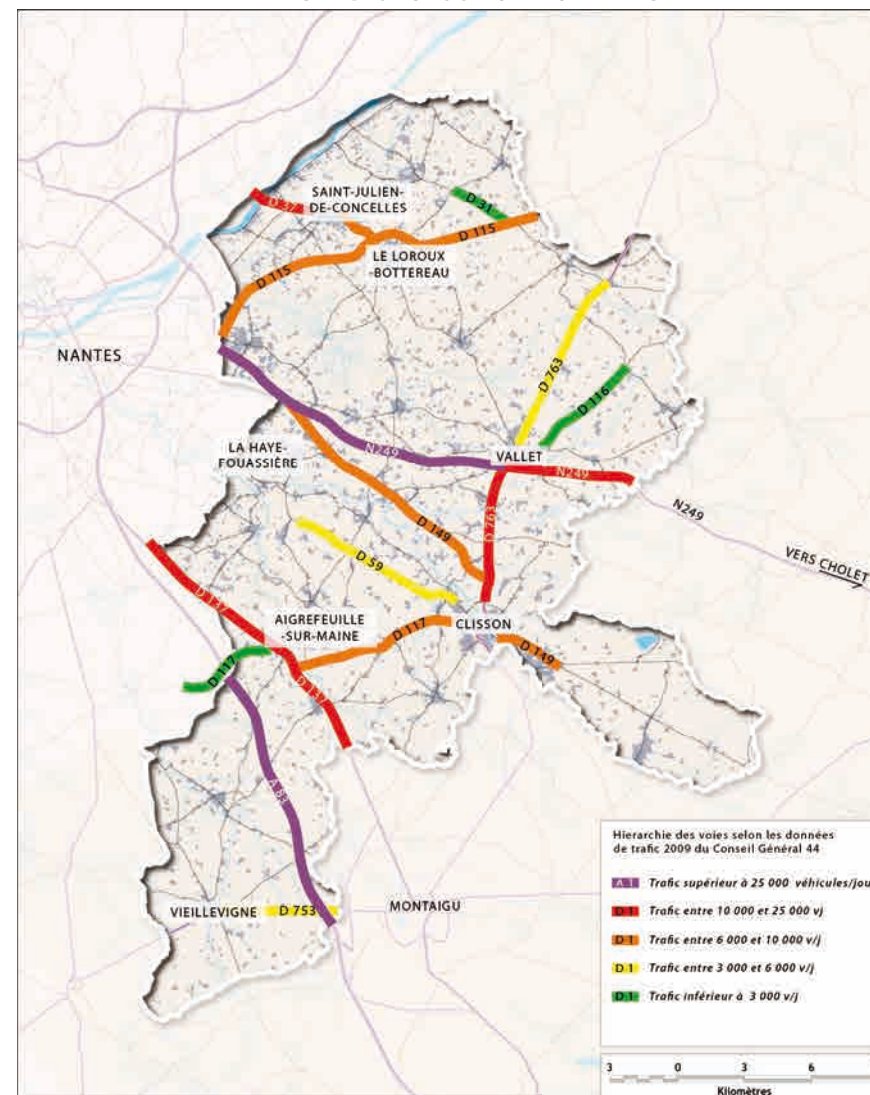 SAINT-JULIEN-
DE-CONCELLES
D 37
D 31
D 115
LE LOROUX
-BOTTEREAU
D 115
NANTES
D 763
D 116
LA HAYE-
FOUASSIÈRE
N249
VALLET
N249
N249
D 763
D 149
VERS CHOLET
D 59
D 137
AIGREFEUILLE
-SUR-MAINE
D 117
CLISSON
D 149
D 117
D 137
A 83
VIEILLEVIGNE
D 753
MONTAIGU
Hierarchie des voies selon les données
de trafic 2009 du Conseil Général 44
A 1 Trafic supérieur à 25 000 véhicules/jou
D 1 Trafic entre 10 000 et 25 000 vj
D 1 Trafic entre 6 000 et 10 000 v/j
D 1 Trafic entre 3 000 et 6 000 v/j
D 1 Trafic inférieur à 3 000 v/j
3 0 3 6
Kilomètres